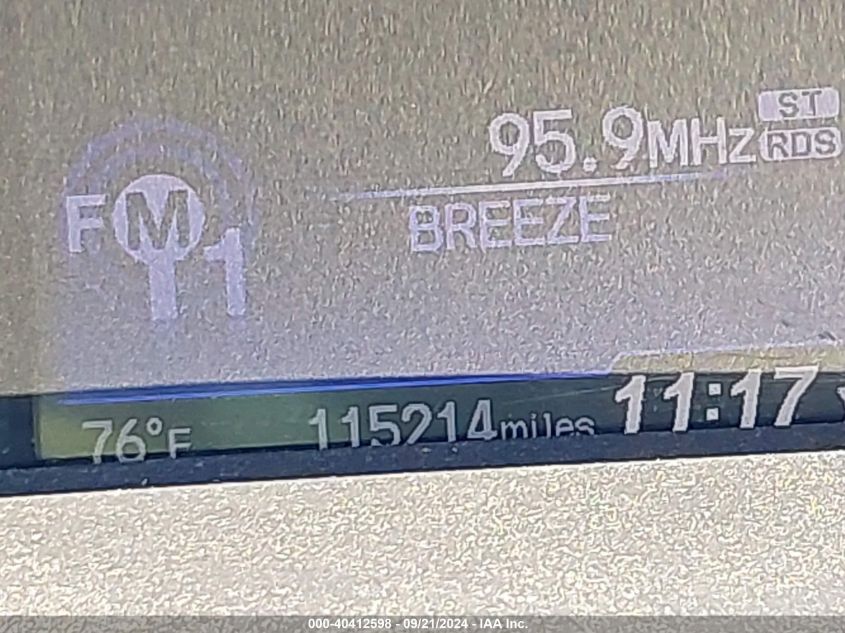 95.9MHz ST
RDS
FM1
BREEZE
76°F 115214miles 11:17
000-40412598 - 09/21/2024 - IAA Inc.